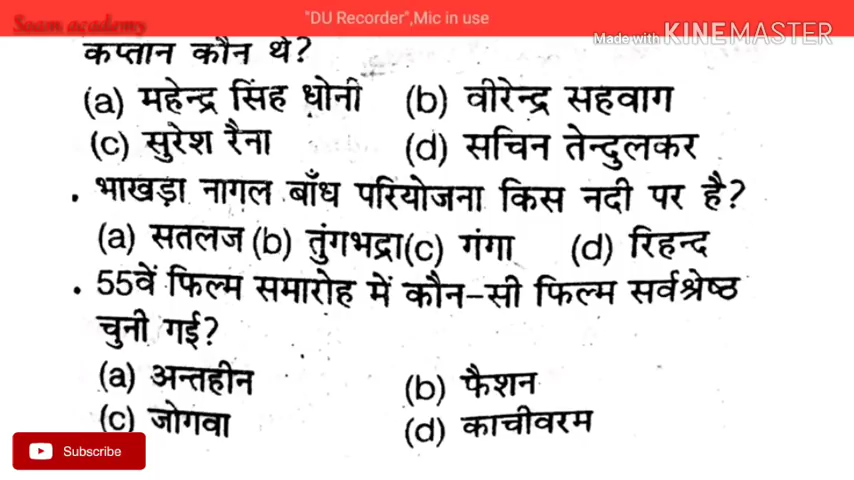 Soam academy
"DU Recorder",Mic in use
Made with KINEMASTER
कप्तान कौन थे?
(a) महेन्द्र सिंह धोनी (b) वीरेन्द्र सहवाग
(c) सुरेश रैना (d) सचिन तेन्दुलकर
. भाखड़ा नागल बाँध परियोजना किस नदी पर है?
(a) सतलज (b) तुंगभद्रा (c) गंगा (d) रिहन्द
. 55वें फिल्म समारोह में कौन-सी फिल्म सर्वश्रेष्ठ
चुनी गई?
(a) अन्तहीन (b) फैशन
(c) जोगवा (d) काचीवरम
Subscribe